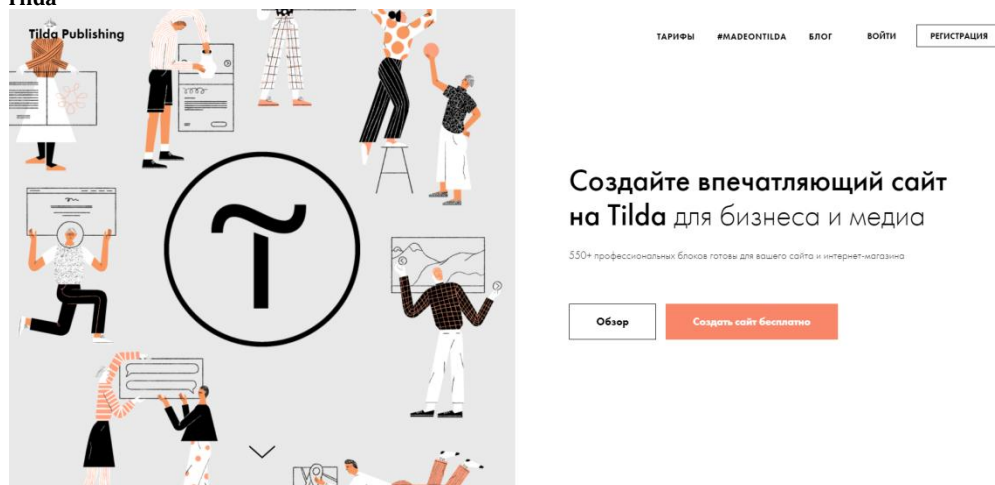 Tilda
Tilda Publishing
ТАРИФЫ #MADEONTILDA БЛОГ ВОЙТИ РЕГИСТРАЦИЯ
Создайте впечатляющий сайт
на Tilda для бизнеса и медиа
550+ профессиональных блоков готовы для вашего сайта и интернет-магазина
Обзор Создать сайт бесплатно